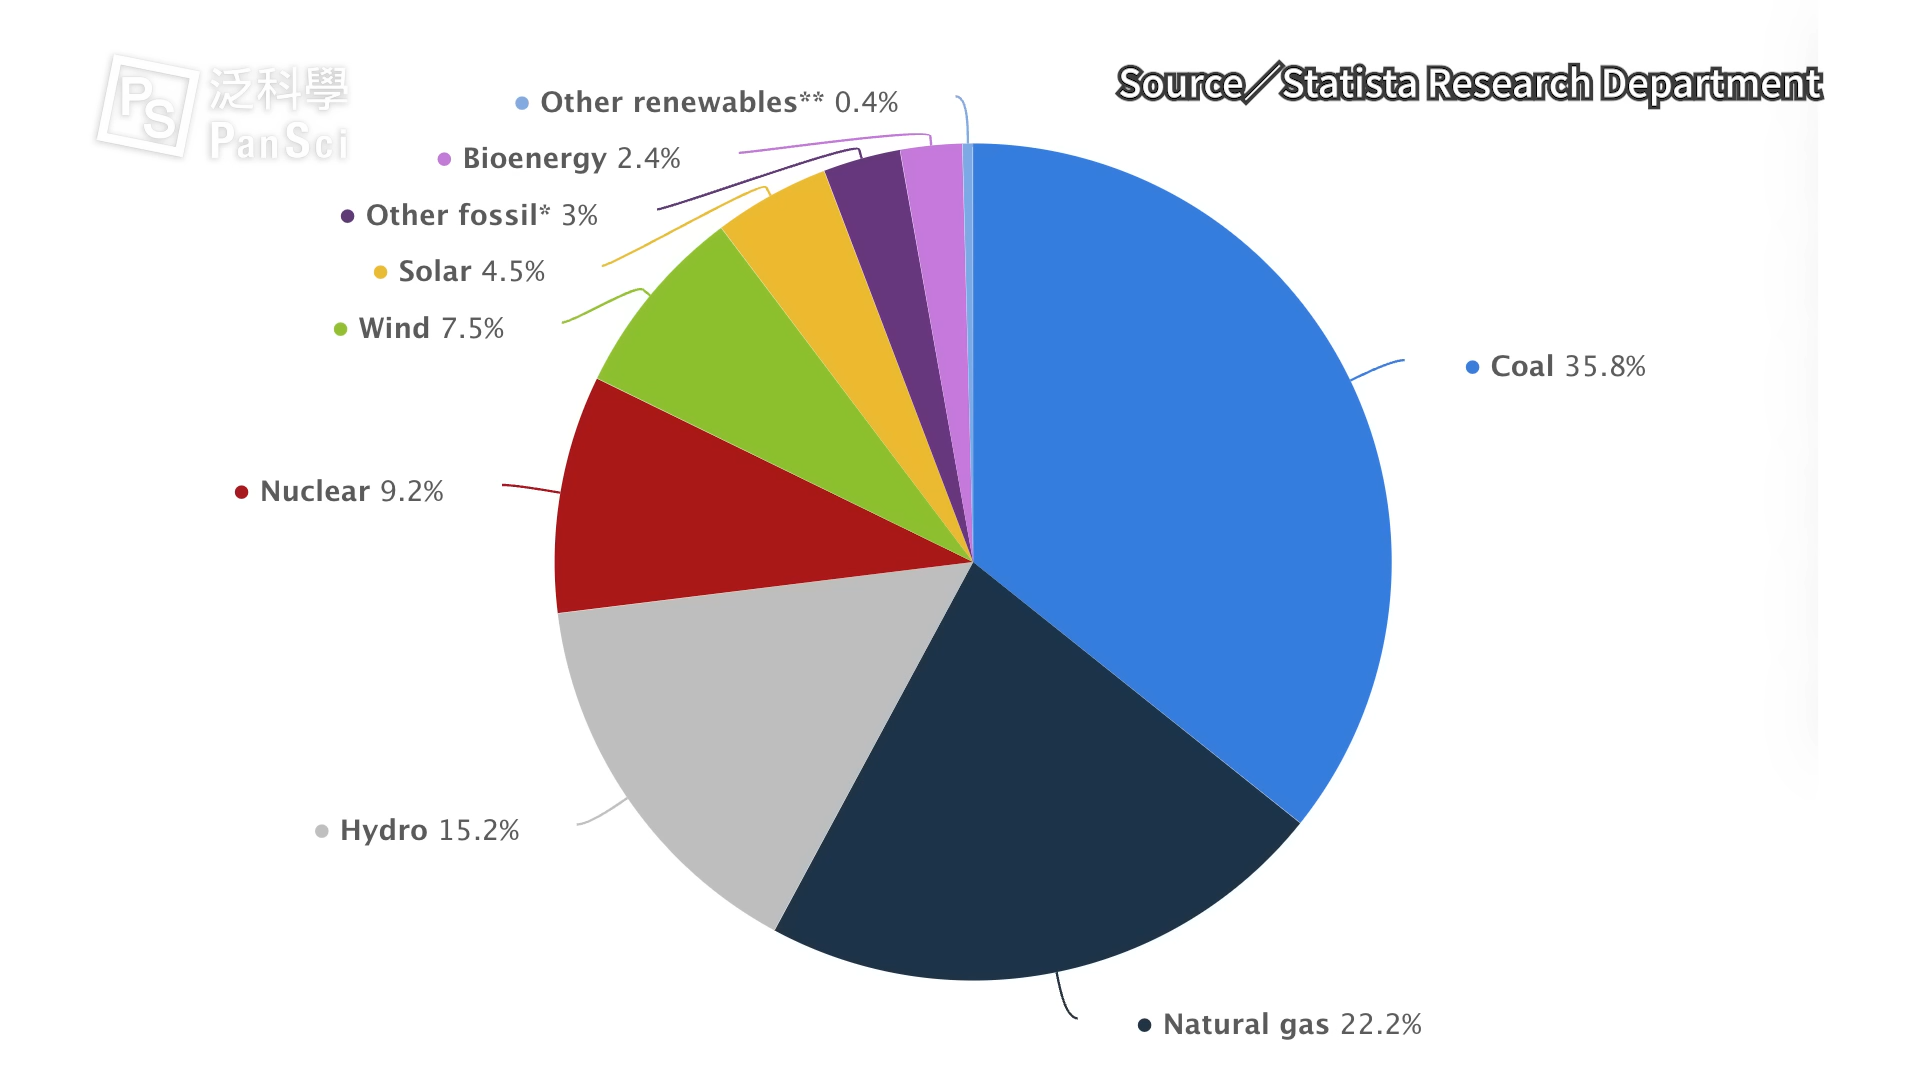 泛科學
PS
PanSci
Source／Statista Research Department
Other renewables** 0.4%
Bioenergy 2.4%
Other fossil* 3%
Solar 4.5%
Wind 7.5%
Coal 35.8%
Nuclear 9.2%
Hydro 15.2%
Natural gas 22.2%